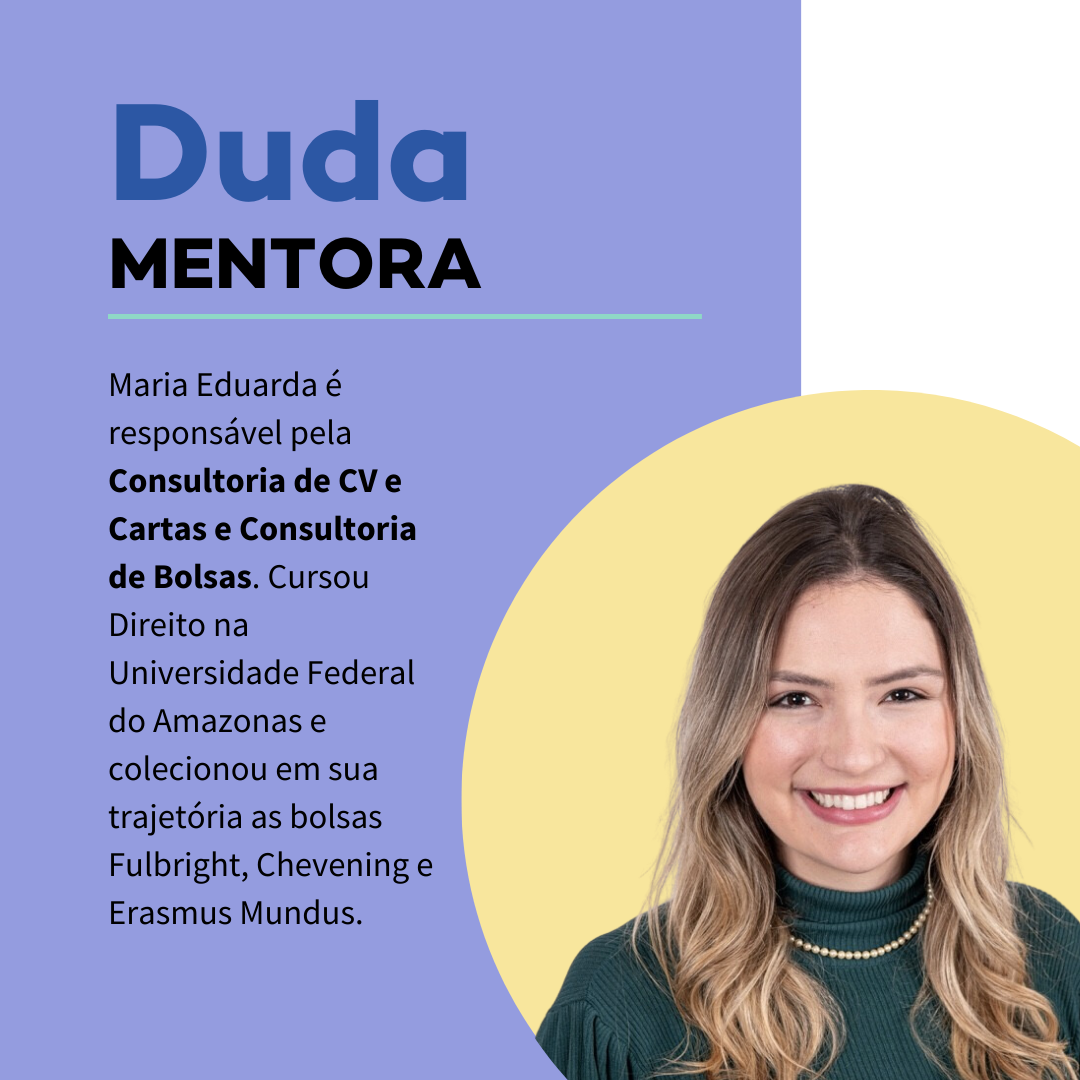 Duda
MENTORA
Maria Eduarda é
responsável pela
Consultoria de CV e
Cartas e Consultoria
de Bolsas. Cursou
Direito na
Universidade Federal
do Amazonas e
colecionou em sua
trajetória as bolsas
Fulbright, Chevening e
Erasmus Mundus.